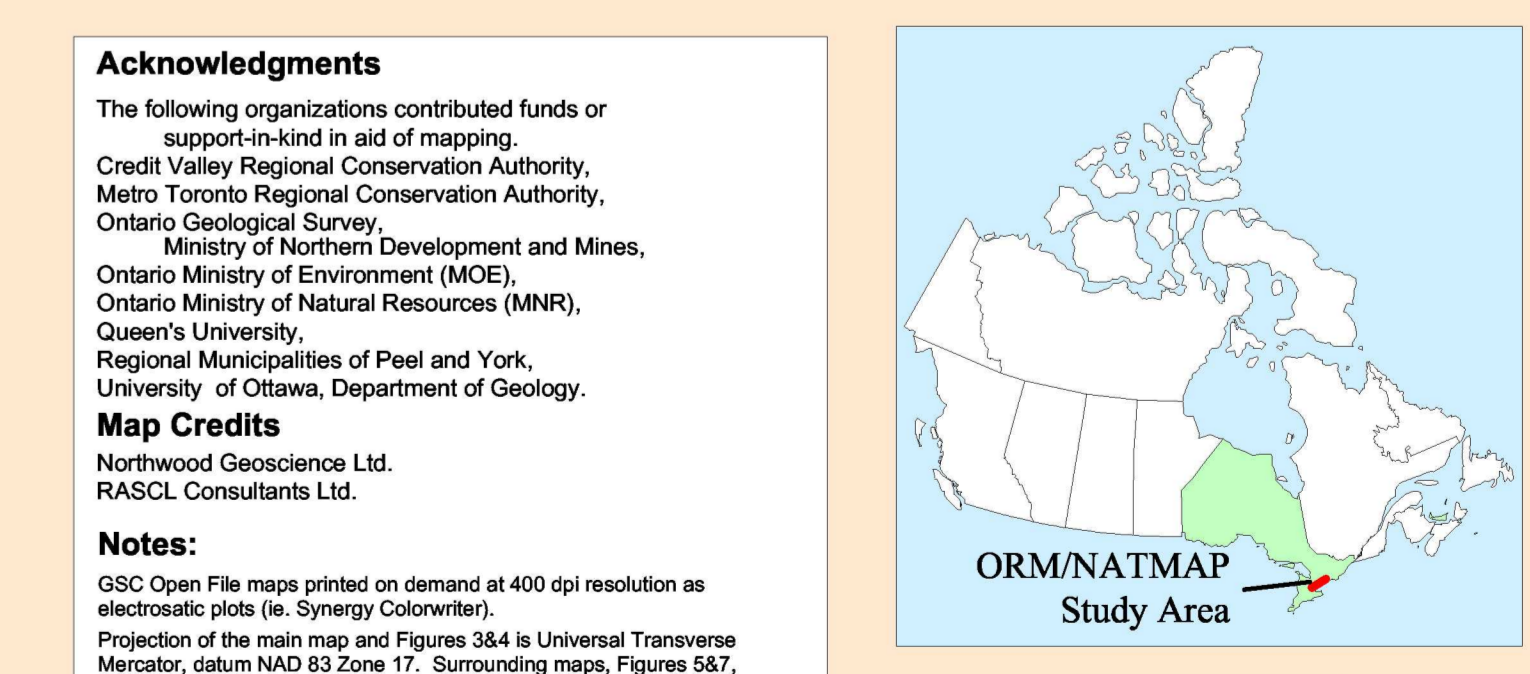 Acknowledgments
The following organizations contributed funds or
support-in-kind in aid of mapping.
Credit Valley Regional Conservation Authority,
Metro Toronto Regional Conservation Authority,
Ontario Geological Survey,
Ministry of Northern Development and Mines,
Ontario Ministry of Environment (MOE),
Ontario Ministry of Natural Resources (MNR),
Queen's University,
Regional Municipalities of Peel and York,
University of Ottawa, Department of Geology.
Map Credits
Northwood Geoscience Ltd.
RASCL Consultants Ltd.
Notes:
GSC Open File maps printed on demand at 400 dpi resolution as
electrosatic plots (ie. Synergy Colorwriter).
Projection of the main map and Figures 3&4 is Universal Transverse
Mercator, datum NAD 83 Zone 17. Surrounding maps, Figures 5&7,
ORM/NATMAP
Study Area